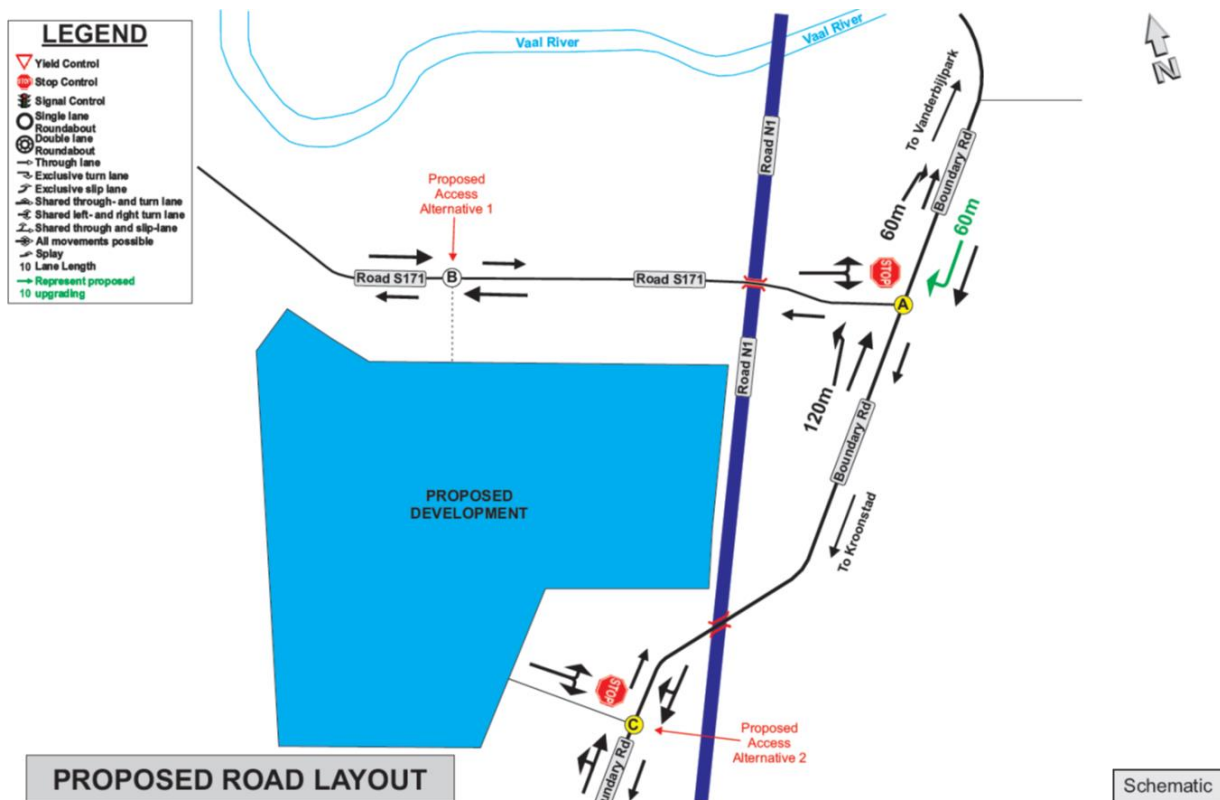 LEGEND
Yield Control
STOP
Stop Control
Signal Control
Single lane
Roundabout
Double lane
Roundabout
Through lane
Exclusive turn lane
Exclusive slip lane
Shared through- and turn lane
Shared left- and right turn lane
Shared through and slip-lane
All movements possible
Splay
10 Lane Length
Represent proposed
10 upgrading
Vaal River
Vaal River
N
To Vanderbijlpark
Road N1
Boundary Rd
Proposed
Access
Alternative 1
60m
60m
Road S171
B
Road S171
STOP
A
Road N1
120m
Boundary Rd
PROPOSED
DEVELOPMENT
To Kroonstad
STOP
C
Proposed
Access
Alternative 2
undary Rd
PROPOSED ROAD LAYOUT
Schematic